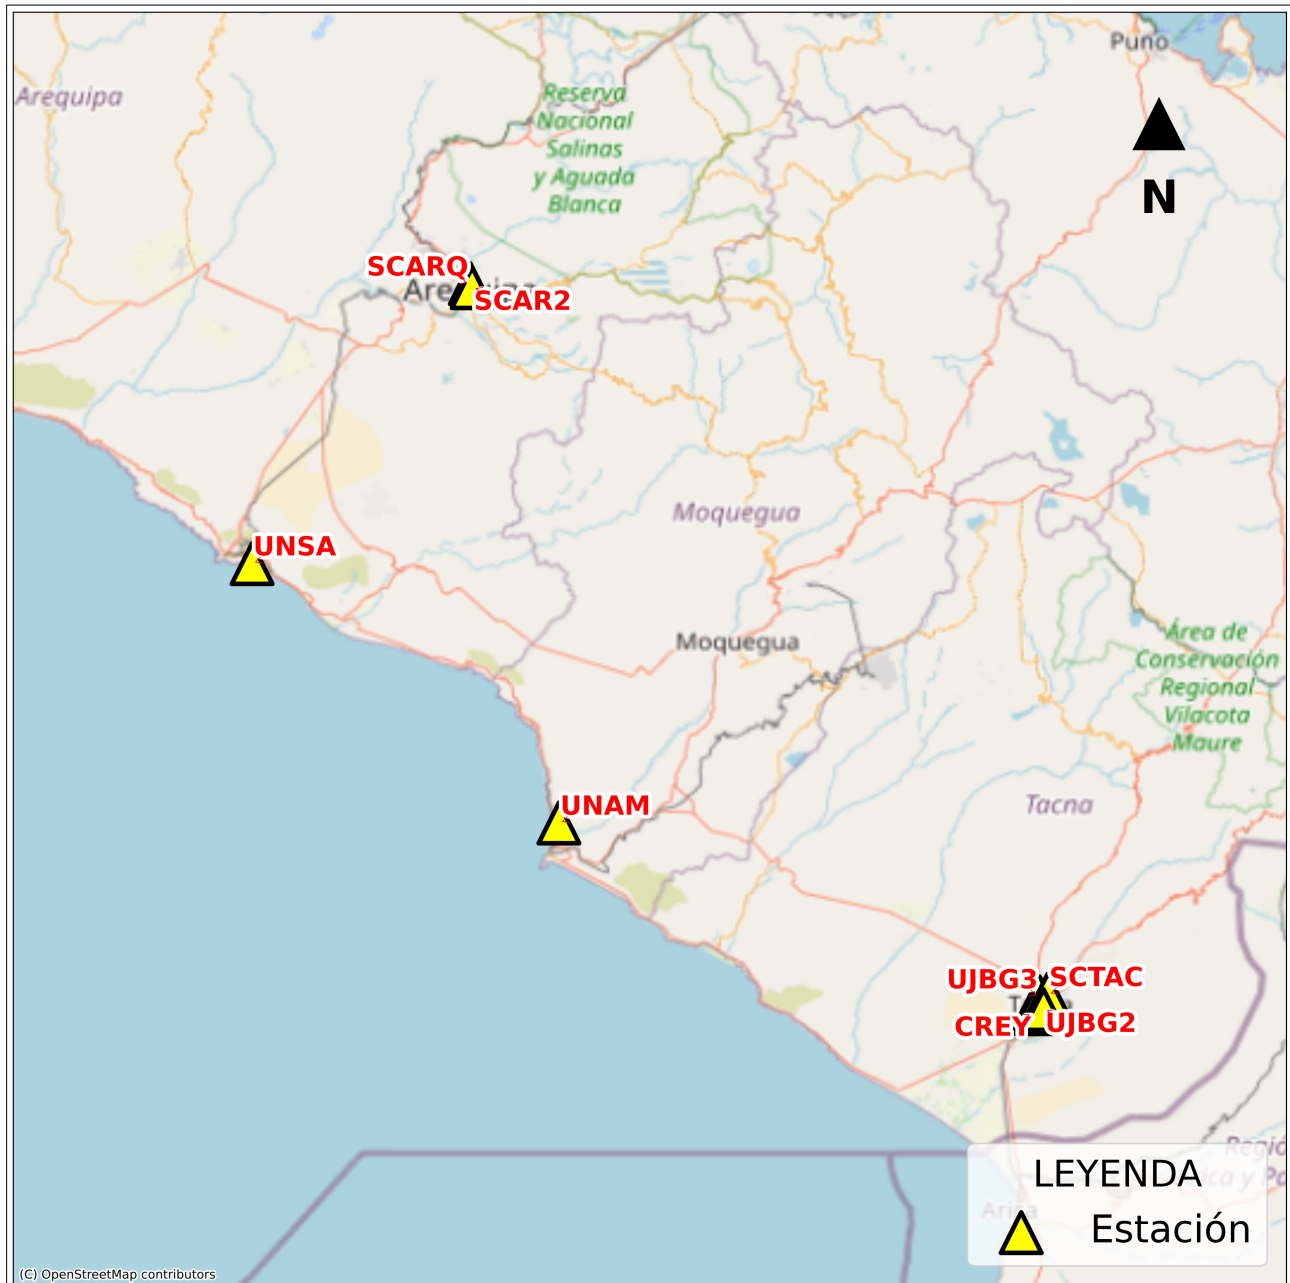 Puno
Arequipa
Reserva
Nacional
Salinas
y Aguada
Blanca
N
SCARQ
SCAR2
Moquegua
UNSA
Moquegua
Área de
Conservación
Regional
Vilacota
Maure
UNAM
Tacna
UJBG3
SCTAC
CREY
UJBG2
LEYENDA
Estación
(C) OpenStreetMap contributors